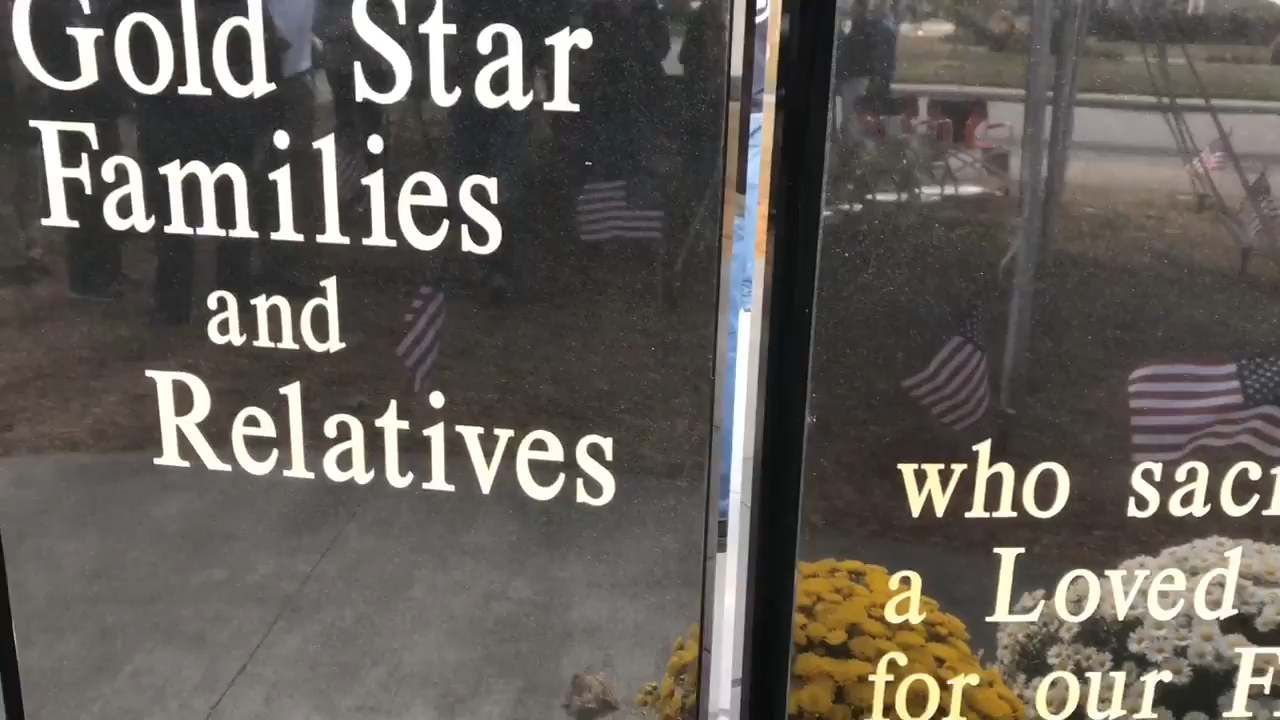 Gold Star
Families
and
Relatives
who
a Loved
for our